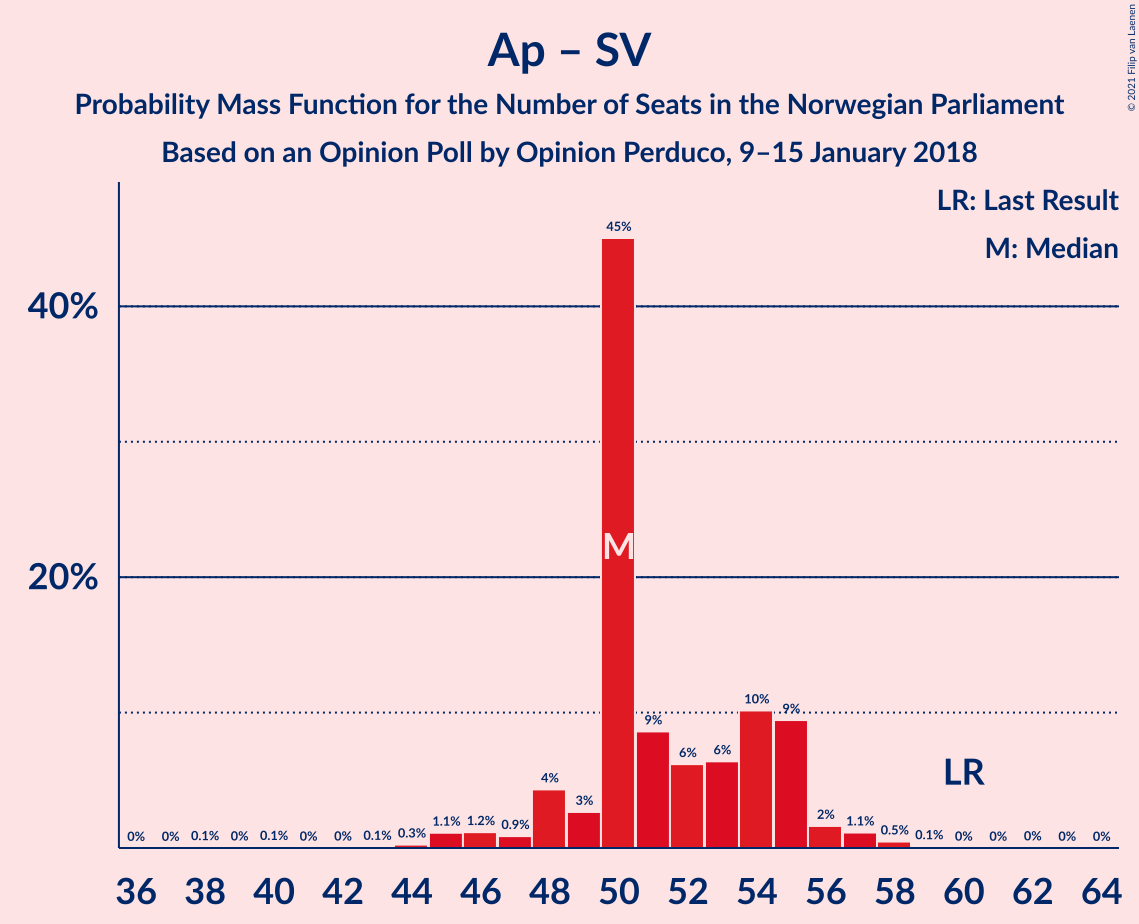 © 2021 Filip van Laenen
Ap – SV
Probability Mass Function for the Number of Seats in the Norwegian Parliament
Based on an Opinion Poll by Opinion Perduco, 9–15 January 2018
LR: Last Result
M: Median
45%
40%
M
20%
10%
9%
9%
6%
6%
LR
4%
3%
2%
0% 0% 0.1% 0% 0.1% 0% 0% 0.1% 0.3% 1.1% 1.2% 0.9% 1.1% 0.5% 0.1% 0% 0% 0% 0% 0%
36 38 40 42 44 46 48 50 52 54 56 58 60 62 64